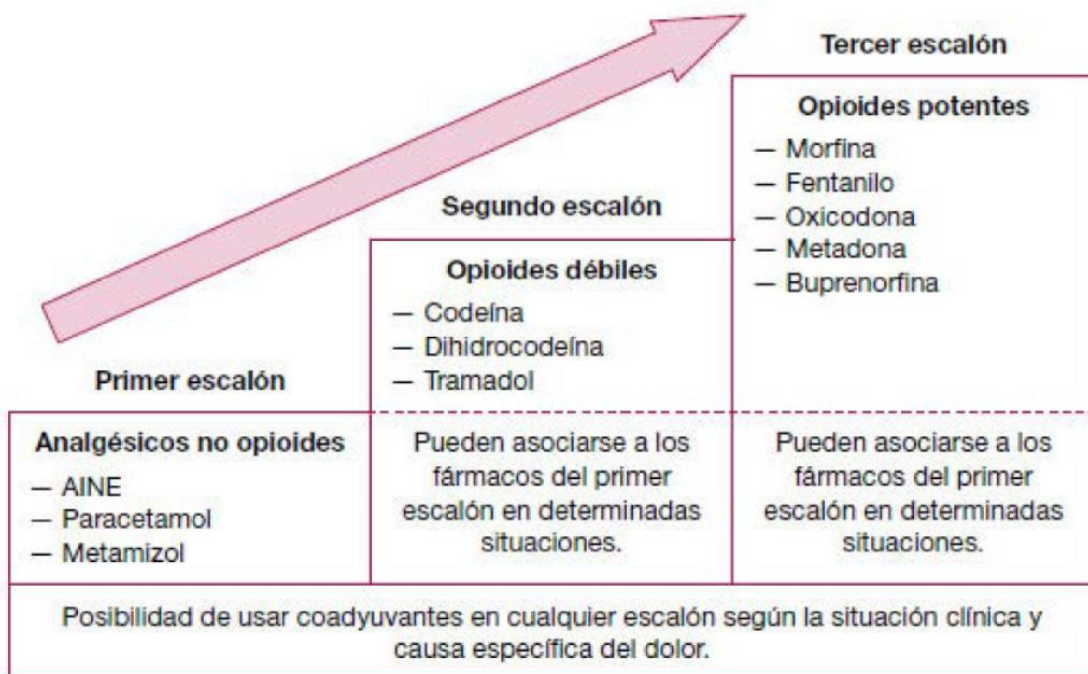 Tercer escalón
Opioides potentes
— Morfina
— Fentanilo
— Oxicodona
— Metadona
— Buprenorfina
Segundo escalón
Opioides débiles
— Codeína
— Dihidrocodeína
— Tramadol
Pueden asociarse a los
fármacos del primer
escalón en determinadas
situaciones.
Primer escalón
Analgésicos no opioides
— AINE
— Paracetamol
— Metamizol
Pueden asociarse a los
fármacos del primer
escalón en determinadas
situaciones.
Posibilidad de usar coadyuvantes en cualquier escalón según la situación clínica y
causa específica del dolor.